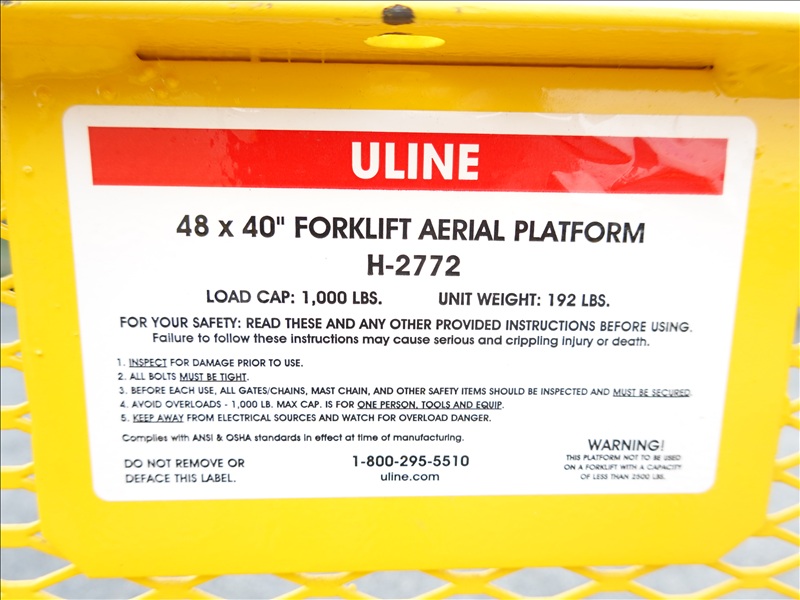 ULINE
48 x 40" FORKLIFT AERIAL PLATFORM
H-2772
LOAD CAP: 1,000 LBS. UNIT WEIGHT: 192 LBS.
FOR YOUR SAFETY: READ THESE AND ANY OTHER PROVIDED INSTRUCTIONS BEFORE USING.
Failure to follow these instructions may cause serious and crippling injury or death.
1. INSPECT FOR DAMAGE PRIOR TO USE.
2. ALL BOLTS MUST BE TIGHT.
3. BEFORE EACH USE, ALL GATES/CHAINS, MAST CHAIN, AND OTHER SAFETY ITEMS SHOULD BE INSPECTED AND MUST BE SECURED.
4. AVOID OVERLOADS - 1,000 LB. MAX CAP. IS FOR ONE PERSON, TOOLS AND EQUIP.
5. KEEP AWAY FROM ELECTRICAL SOURCES AND WATCH FOR OVERLOAD DANGER.
Complies with ANSI & OSHA standards in effect at time of manufacturing.
DO NOT REMOVE OR
DEFACE THIS LABEL.
1-800-295-5510
uline.com
WARNING!
THIS PLATFORM NOT TO BE USED
ON A FORKLIFT WITH A CAPACITY
OF LESS THAN 2500 LBS.